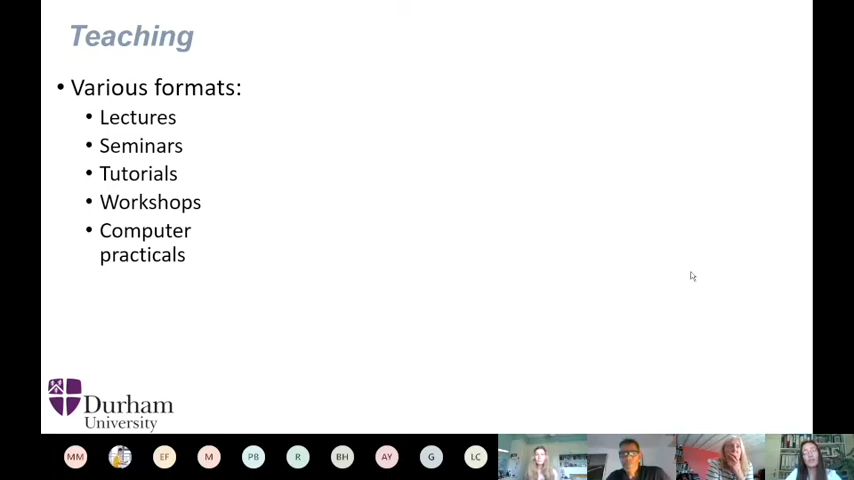 Teaching
• Various formats:
• Lectures
• Seminars
• Tutorials
• Workshops
• Computer
practicals
Durham
University
MM EF M PB R BH AY G LC